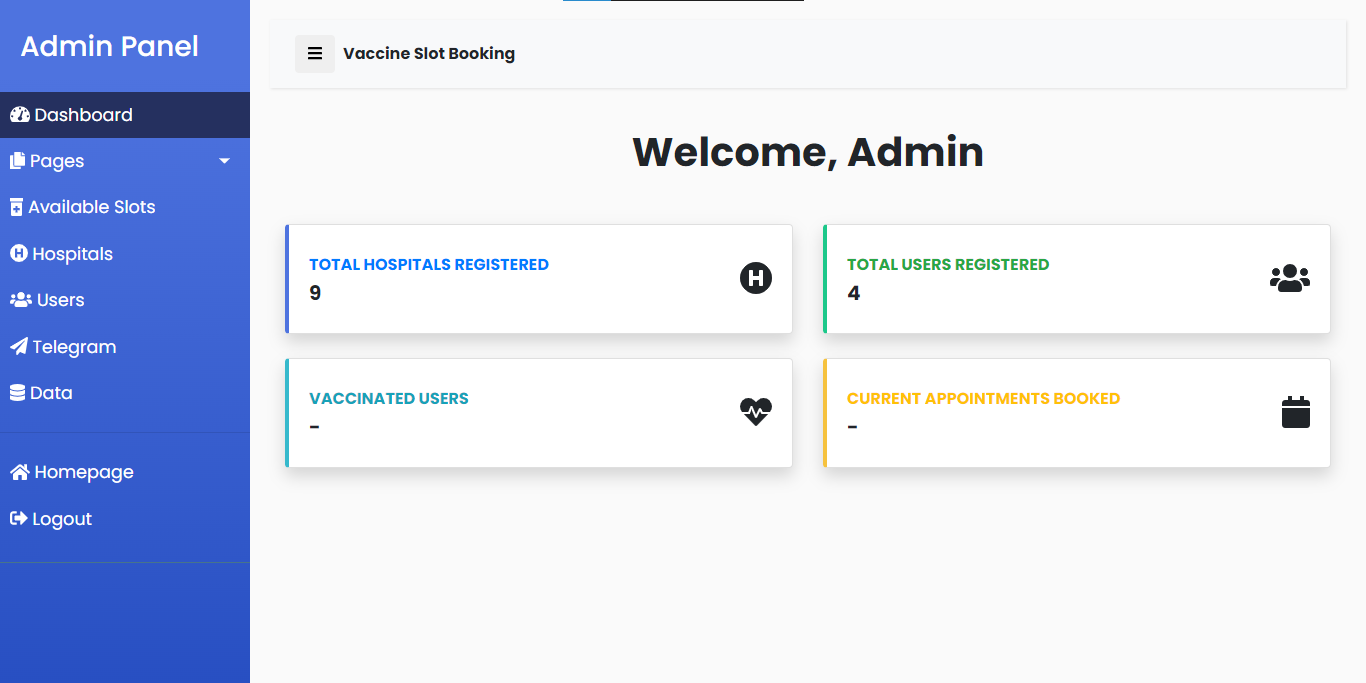 Admin Panel
Dashboard
Pages
Available Slots
Hospitals
Users
Telegram
Data
Homepage
Logout
Vaccine Slot Booking
Welcome, Admin
TOTAL HOSPITALS REGISTERED
9
TOTAL USERS REGISTERED
4
VACCINATED USERS
-
CURRENT APPOINTMENTS BOOKED
-